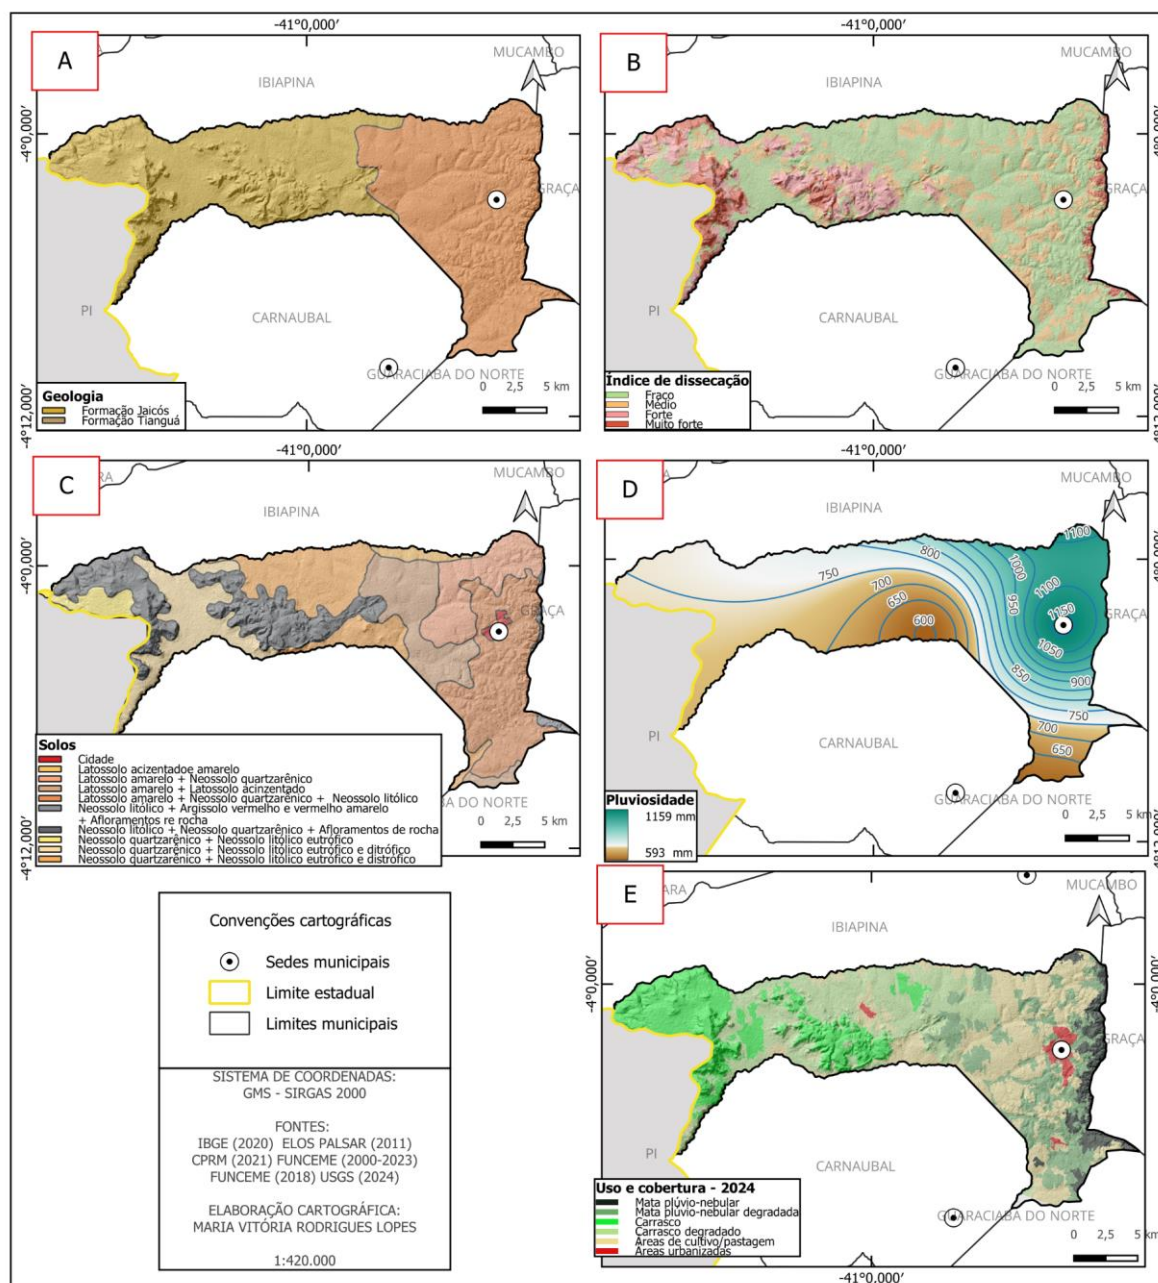 -41°0,000’
-41°0,000’
A
MUCAMBO
IBIAPINA
-4°0,000’
GRAÇA
PI
CARNAUBAL
GUARACIABA DO NORTE
Geologia
Formação Jaicós
Formação Tianguá
0 2,5 5 km
-4°12,000’
B
MUCAMBO
IBIAPINA
GRAÇA
PI
CARNAUBAL
GUARACIABA DO NORTE
Índice de dissecação
Fraco
Médio
Forte
Muito forte
0 2,5 5 km
-41°0,000’
-41°0,000’
C
ARA
MUCAMBO
IBIAPINA
-4°0,000’
GRAÇA
Solos
Cidade
Latossolo acizentadoe amarelo
Latossolo amarelo + Neossolo quartzarênico
Latossolo amarelo + Latossolo acinzentado
Latossolo amarelo + Neossolo quartzarênico + Neossolo litólico
Neossolo litólico + Argissolo vermelho e vermelho amarelo
+ Afloramentos re rocha
Neossolo litólico + Neossolo quartzarênico + Afloramentos de rocha
Neossolo quartzarênico + Neossolo litólico eutrófico
Neossolo quartzarênico + Neossolo litólico eutrófico e ditrófico
Neossolo quartzarênico + Neossolo litólico eutrófico e distrófico
BA DO NORTE
0 2,5 5 km
-4°12,000’
D
MUCAMBO
IBIAPINA
1100
800
1000
750
700
950
1100
650
1150
GRAÇA
600
1050
850
900
750
700
650
PI
CARNAUBAL
GUARACIABA DO NORTE
Pluviosidade
1159 mm
593 mm
0 2,5 5 km
Convenções cartográficas
Sedes municipais
Limite estadual
Limites municipais
SISTEMA DE COORDENADAS:
GMS - SIRGAS 2000
FONTES:
IBGE (2020) ELOS PALSAR (2011)
CPRM (2021) FUNCEME (2000-2023)
FUNCEME (2018) USGS (2024)
ELABORAÇÃO CARTOGRÁFICA:
MARIA VITÓRIA RODRIGUES LOPES
1:420.000
E
ARA
MUCAMBO
IBIAPINA
-4°0,000’
GRAÇA
PI
CARNAUBAL
GUARACIABA DO NORTE
Uso e cobertura - 2024
Mata plúvio-nebular
Mata plúvio-nebular degradada
Carrasco
Carrasco degradado
Áreas de cultivo/pastagem
Áreas urbanizadas
0 2,5 5 km
-41°0,000’